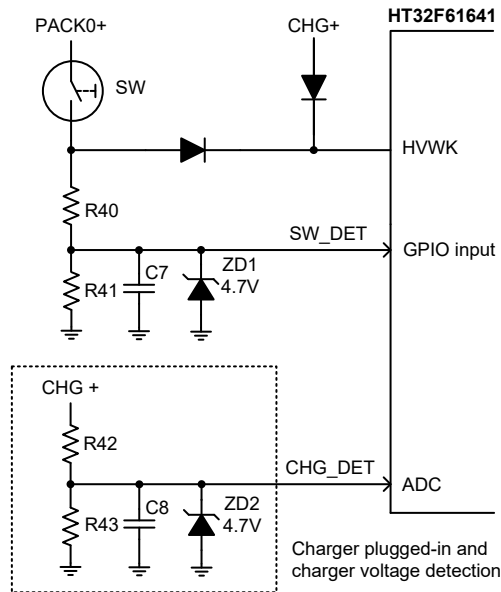 HT32F61641
PACK0+
CHG+
SW
HVWK
R40
SW_DET
GPIO input
R41
C7
ZD1
4.7V
CHG +
R42
CHG_DET
ADC
R43
C8
ZD2
4.7V
Charger plugged-in and
charger voltage detection